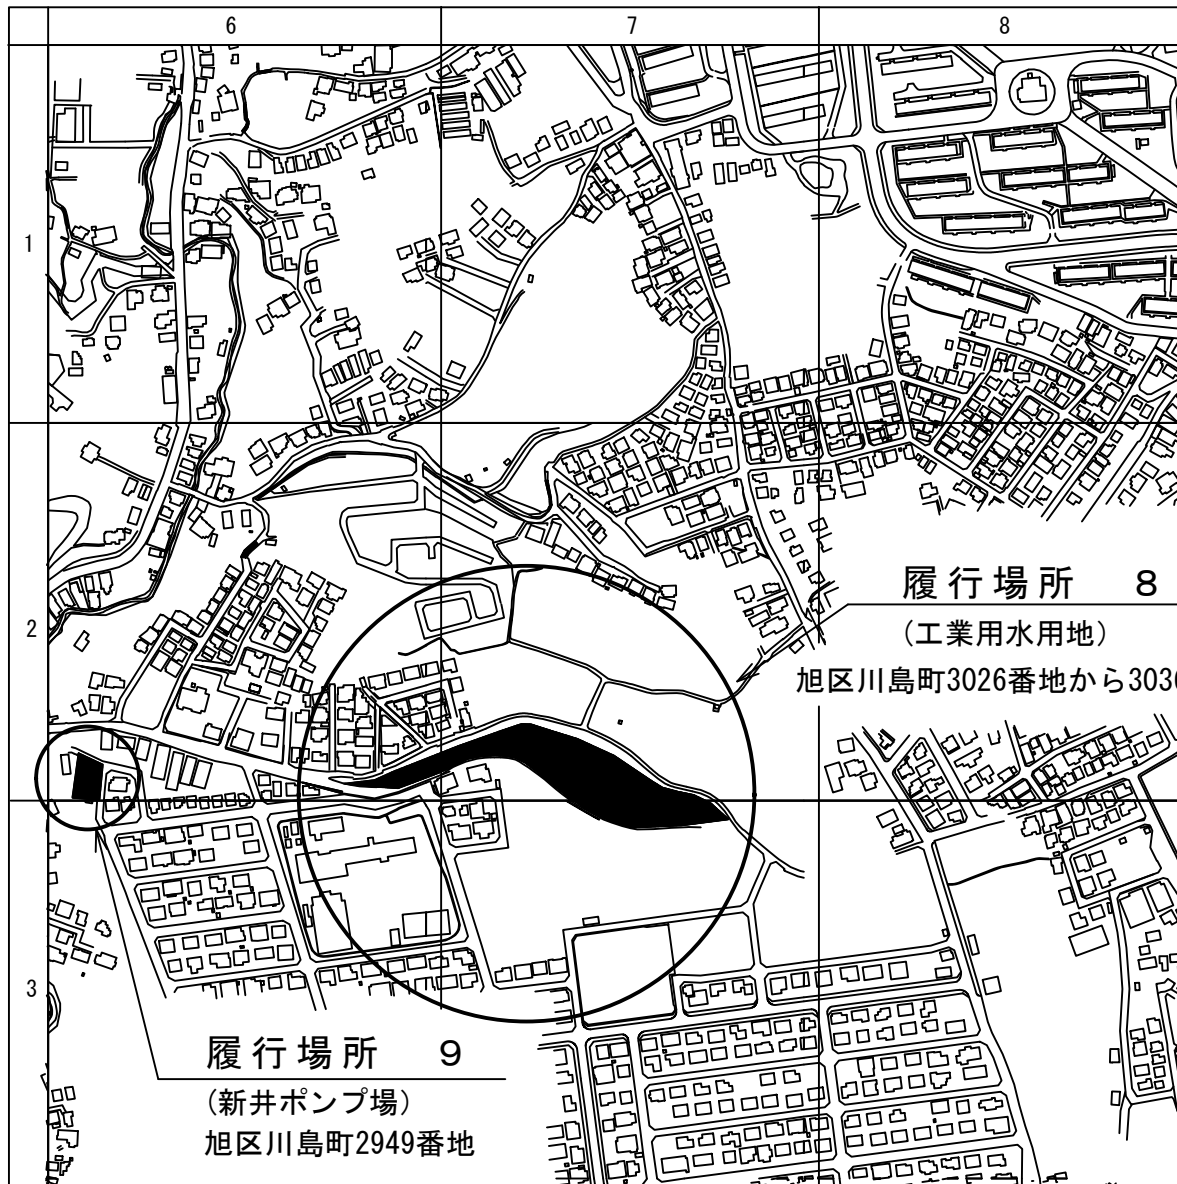 6 7 8
1
2
3
履行場所 8
(工業用水用地)
旭区川島町3026番地から303
履行場所 9
(新井ポンプ場)
旭区川島町2949番地